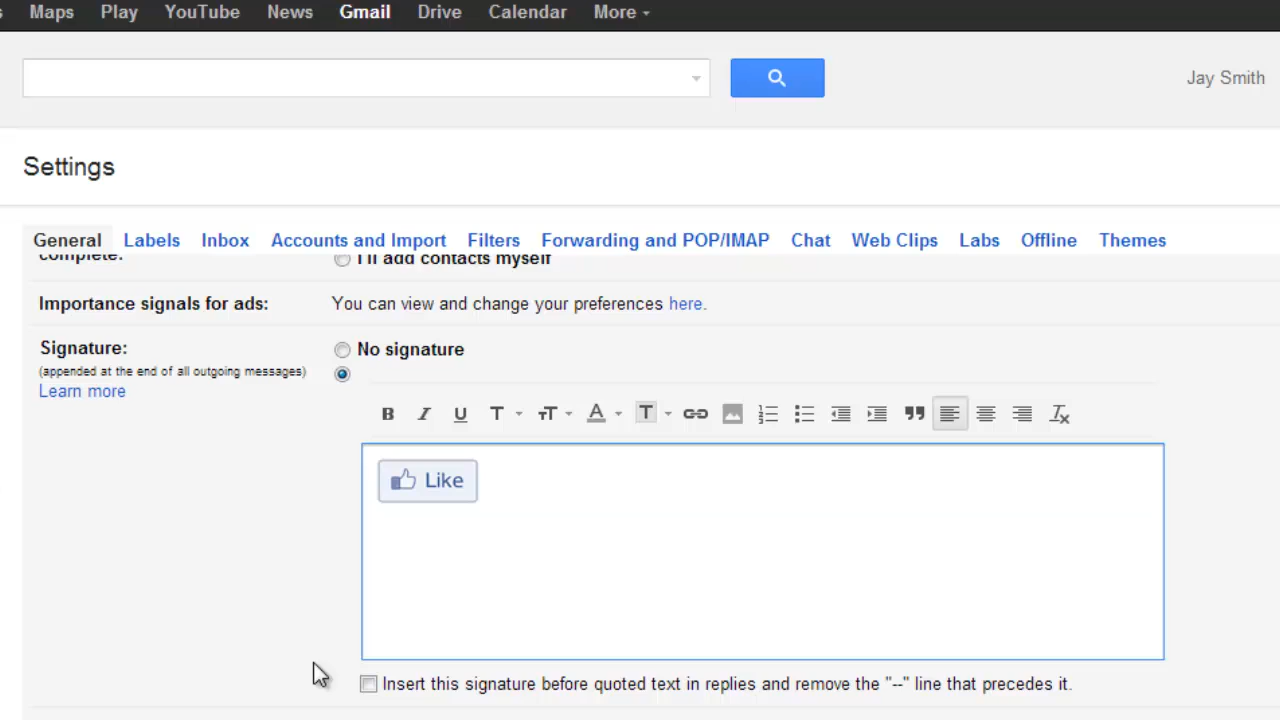 Maps Play YouTube News Gmail Drive Calendar More
Jay Smith
Settings
General Labels Inbox Accounts and Import Filters Forwarding and POP/IMAP Chat Web Clips Labs Offline Themes
complete: I'll add contacts myself
Importance signals for ads: You can view and change your preferences here.
Signature: No signature
(appended at the end of all outgoing messages)
Learn more
B I U T T T A T
Like
Insert this signature before quoted text in replies and remove the "--" line that precedes it.